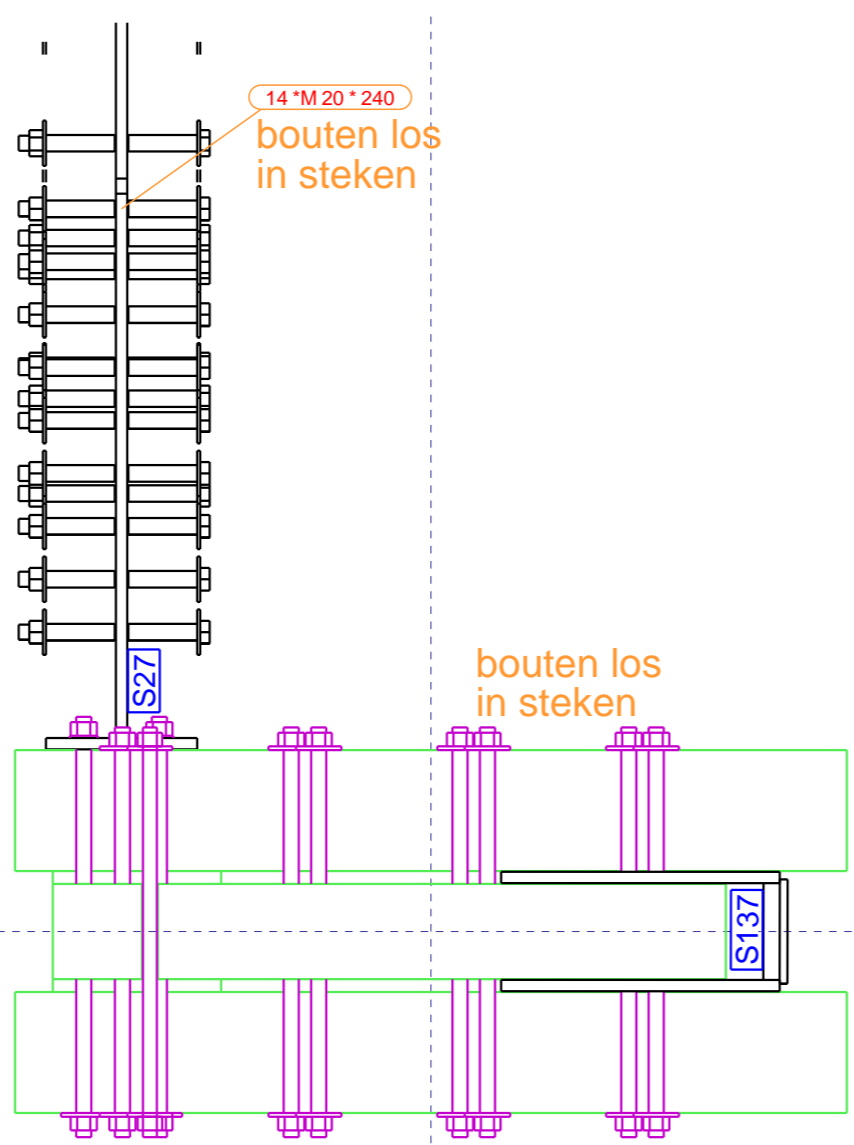 14 *M 20 * 240
bouten los
in steken
S27
bouten los
in steken
S137